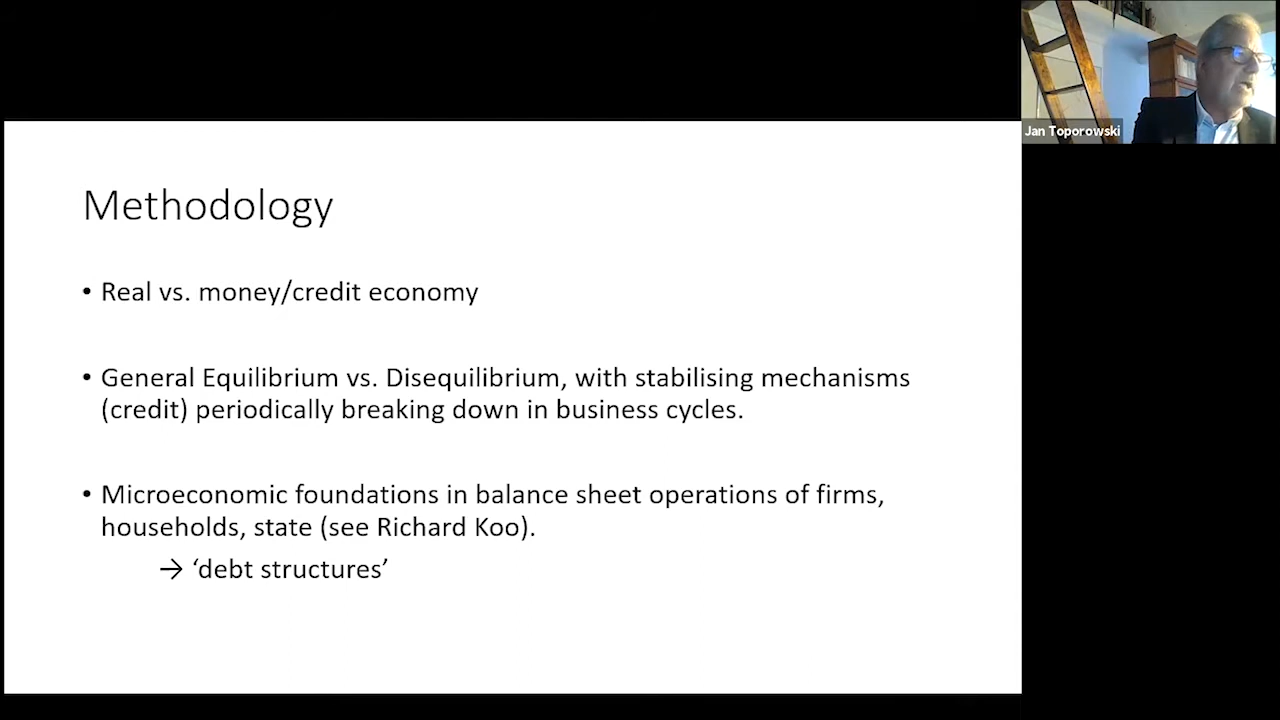 Methodology
• Real vs. money/credit economy
• General Equilibrium vs. Disequilibrium, with stabilising mechanisms
(credit) periodically breaking down in business cycles.
• Microeconomic foundations in balance sheet operations of firms,
households, state (see Richard Koo).
→ ‘debt structures’
Jan Toporowski